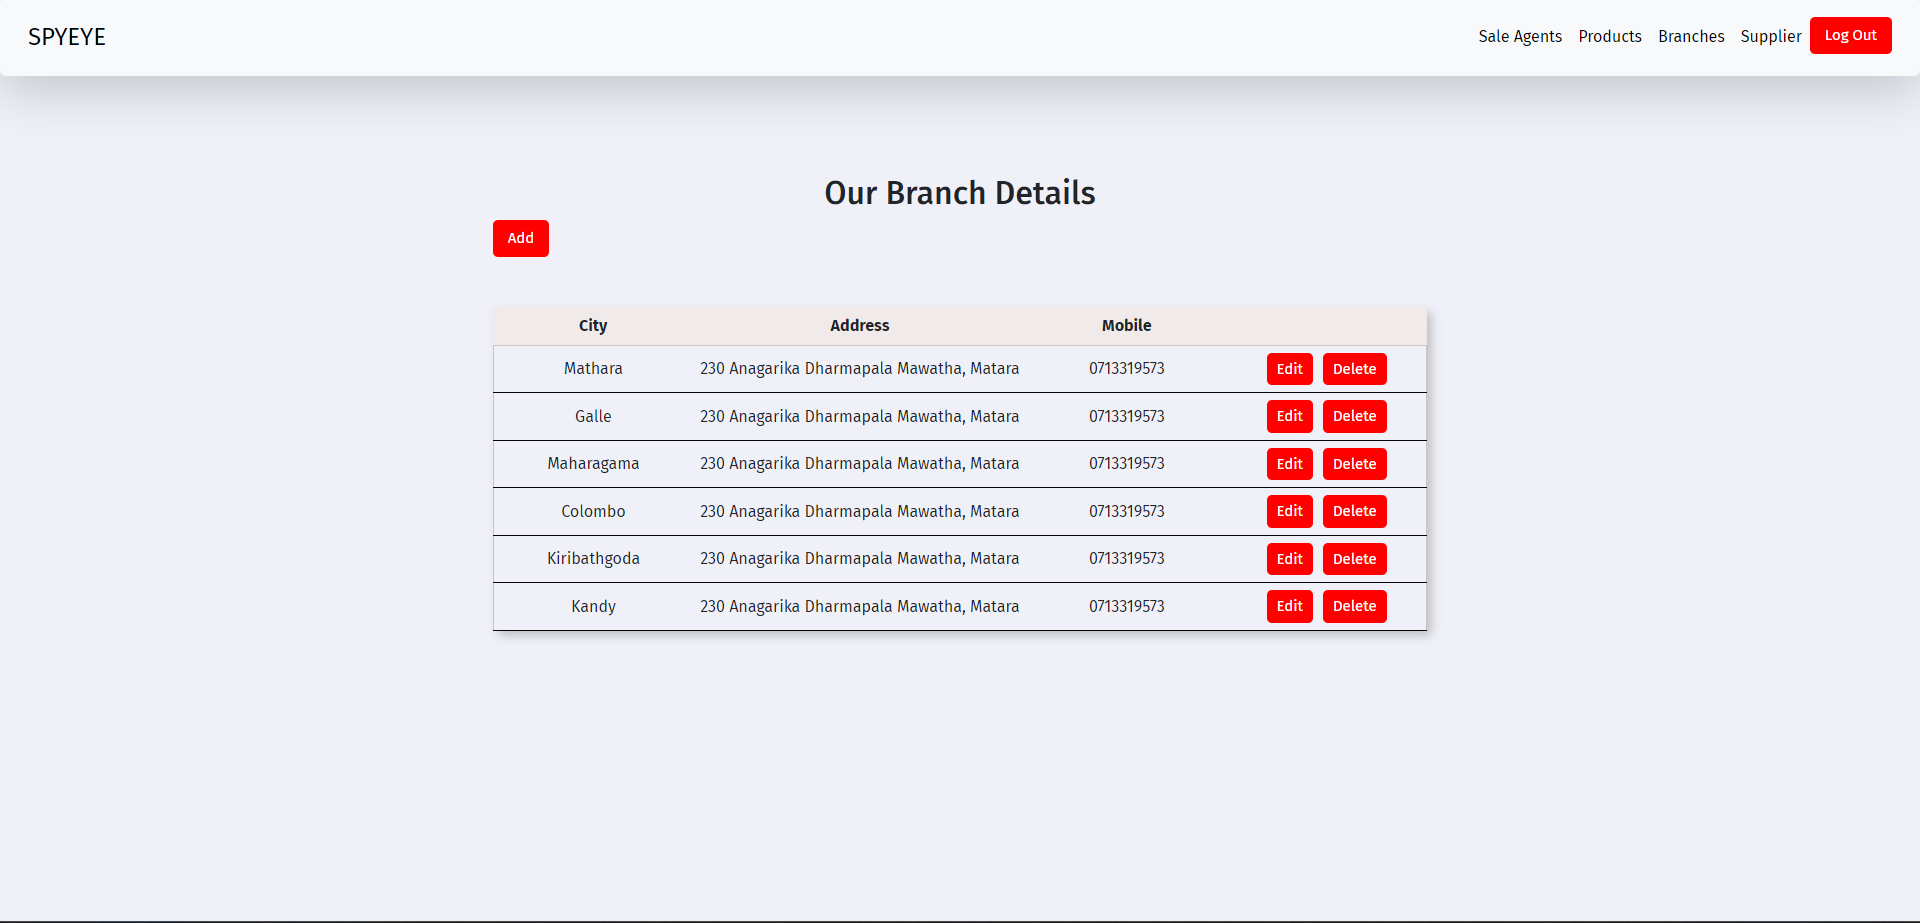 SPYEYE
Sale Agents Products Branches Supplier Log Out
Our Branch Details
Add
City Address Mobile
Mathara 230 Anagarika Dharmapala Mawatha, Matara 0713319573 Edit Delete
Galle 230 Anagarika Dharmapala Mawatha, Matara 0713319573 Edit Delete
Maharagama 230 Anagarika Dharmapala Mawatha, Matara 0713319573 Edit Delete
Colombo 230 Anagarika Dharmapala Mawatha, Matara 0713319573 Edit Delete
Kiribathgoda 230 Anagarika Dharmapala Mawatha, Matara 0713319573 Edit Delete
Kandy 230 Anagarika Dharmapala Mawatha, Matara 0713319573 Edit Delete